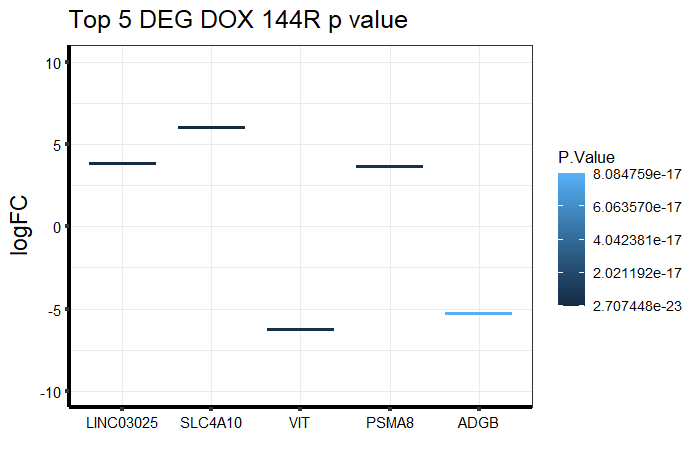 Top 5 DEG DOX 144R p value
logFC
10
5
0
-5
-10
LINC03025 SLC4A10 VIT PSMA8 ADGB
P.Value
8.084759e-17
6.063570e-17
4.042381e-17
2.021192e-17
2.707448e-23